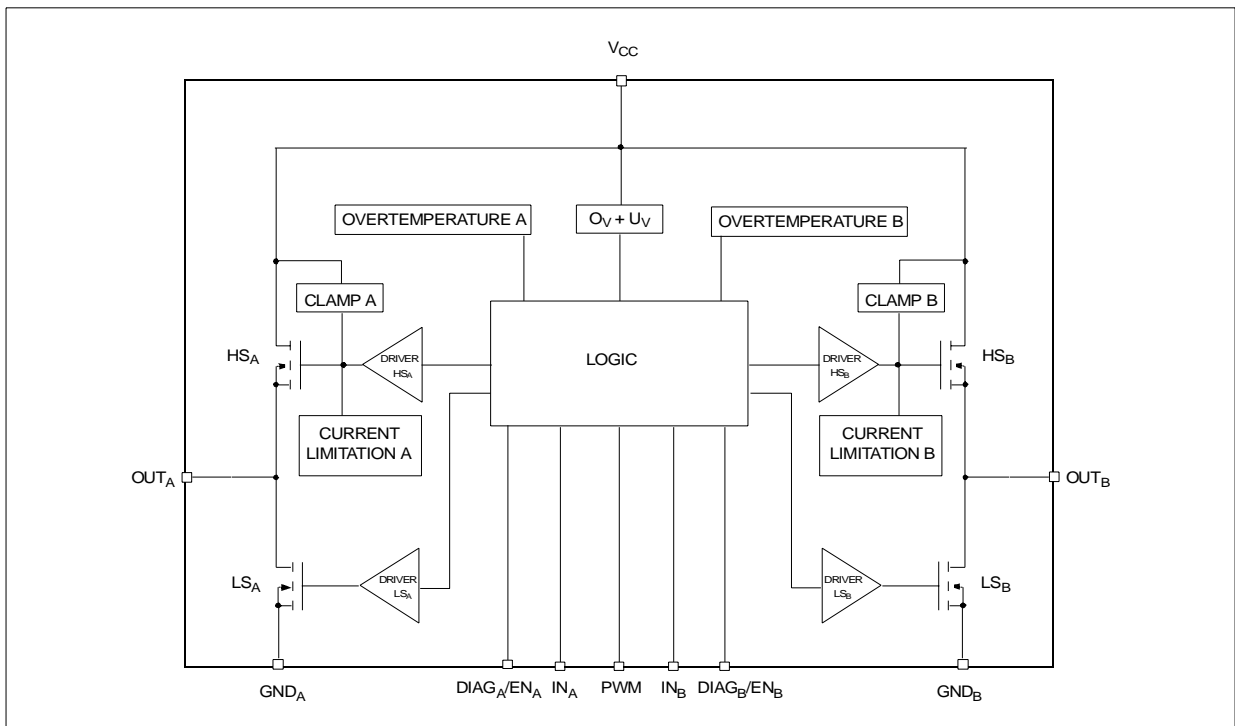 VCC
OVERTEMPERATURE A
OV + UV
OVERTEMPERATURE B
CLAMP A
CLAMP B
HSA
DRIVER
HSA
LOGIC
DRIVER
HSB
HSB
CURRENT
LIMITATION A
CURRENT
LIMITATION B
OUTA
OUTB
LSA
DRIVER
LSA
DRIVER
LSB
LSB
GNDA
DIAGA/ENA
INA
PWM
INB
DIAGB/ENB
GNDB